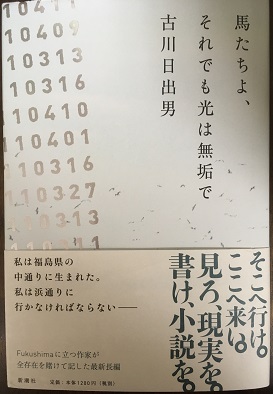 馬たちよ、
それでも光は無垢で
古川日出男
10411
10409
10313
10316
110410
110401
110316
110327
110313
110311
そこへ行け。
ここへ来い。
見ろ、現実を。
書け、小説を。
私は福島県の
中通りに生まれた。
私は浜通りに
行かなければならない——
Fukushimaに立つ作家が
全存在を賭けて記した最新長編
新潮社
定価：本体1200円（税別）